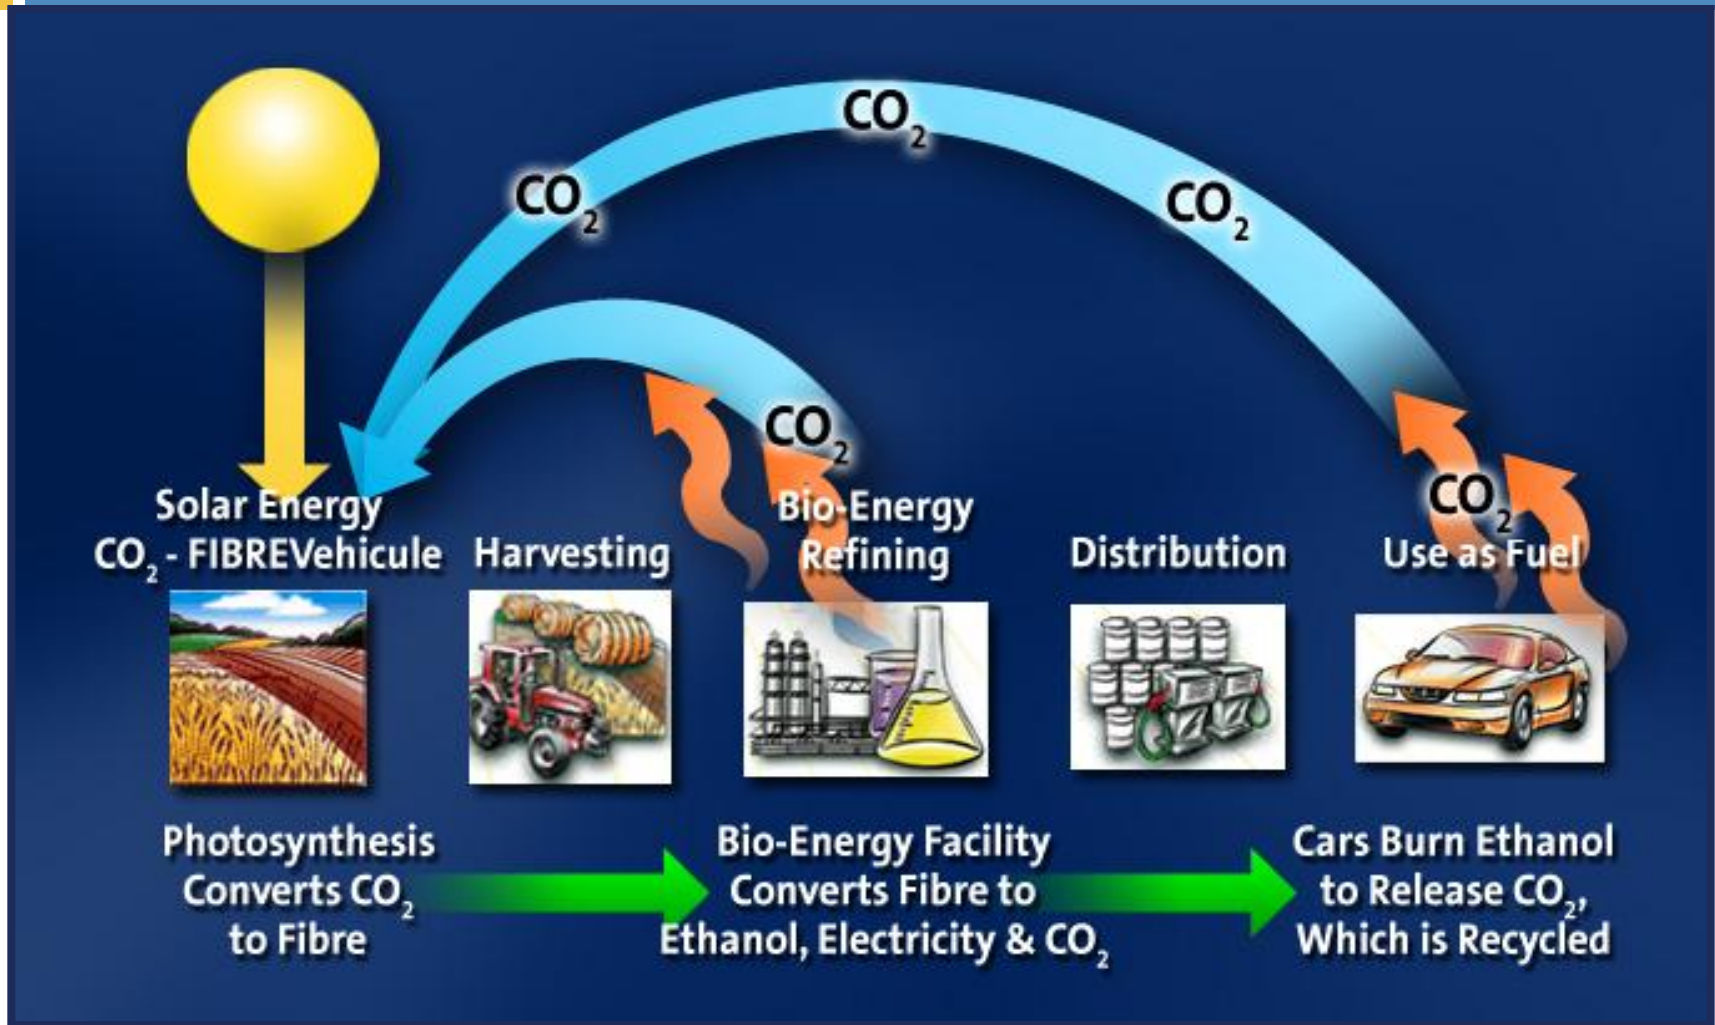 CO₂
CO₂
CO₂
CO₂
CO₂
Solar Energy
CO₂ - FIBREVehicule
Harvesting
Bio-Energy
Refining
Distribution
Use as Fuel
Photosynthesis
Converts CO₂
to Fibre
Bio-Energy Facility
Converts Fibre to
Ethanol, Electricity & CO₂
Cars Burn Ethanol
to Release CO₂,
Which is Recycled